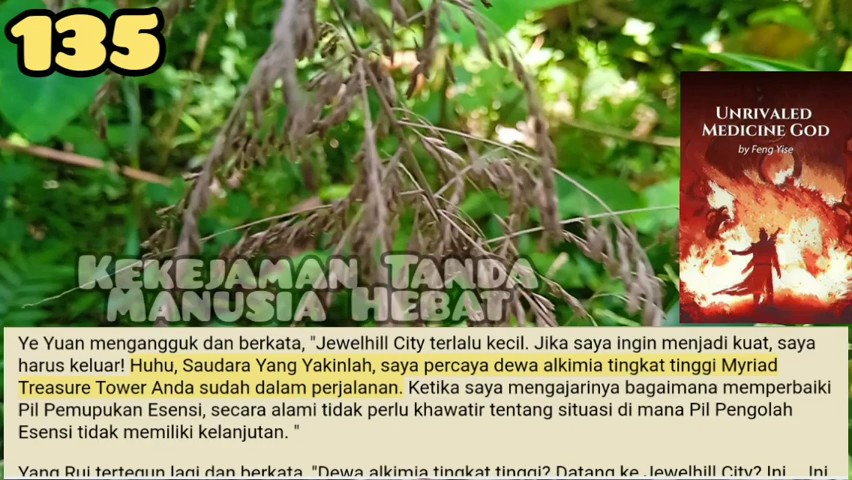 135
UNRIVALED
MEDICINE GOD
by Feng Yise
KEKEJAMAN TANDA
MANUSIA HEBAT
Ye Yuan mengangguk dan berkata, "Jewelhill City terlalu kecil. Jika saya ingin menjadi kuat, saya
harus keluar! Huhu, Saudara Yang Yakinlah, saya percaya dewa alkimia tingkat tinggi Myriad
Treasure Tower Anda sudah dalam perjalanan. Ketika saya mengajarinya bagaimana memperbaiki
Pil Pemupukan Esensi, secara alami tidak perlu khawatir tentang situasi di mana Pil Pengolah
Esensi tidak memiliki kelanjutan. "
Yang Rui tertegun lagi dan berkata, "Dewa alkimia tingkat tinggi? Datang ke Jewelhill City? Ini ... Ini